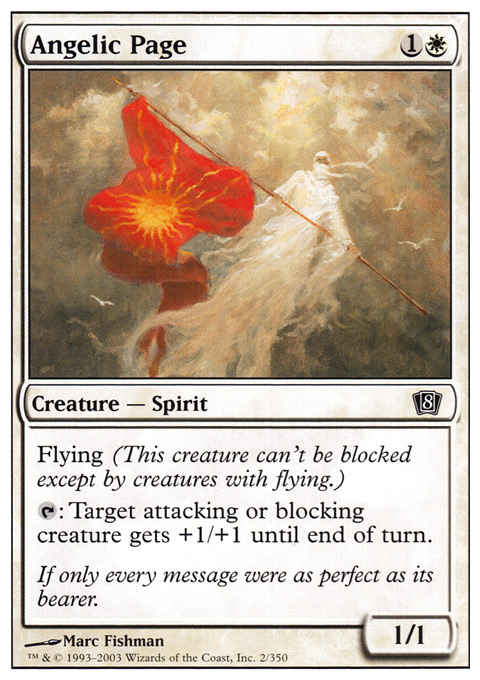 Angelic Page 1
Creature — Spirit 8
Flying (This creature can't be blocked
except by creatures with flying.)
: Target attacking or blocking
creature gets +1/+1 until end of turn.
If only every message were as perfect as its
bearer.
Marc Fishman
1/1
™ & © 1993–2003 Wizards of the Coast, Inc. 2/350